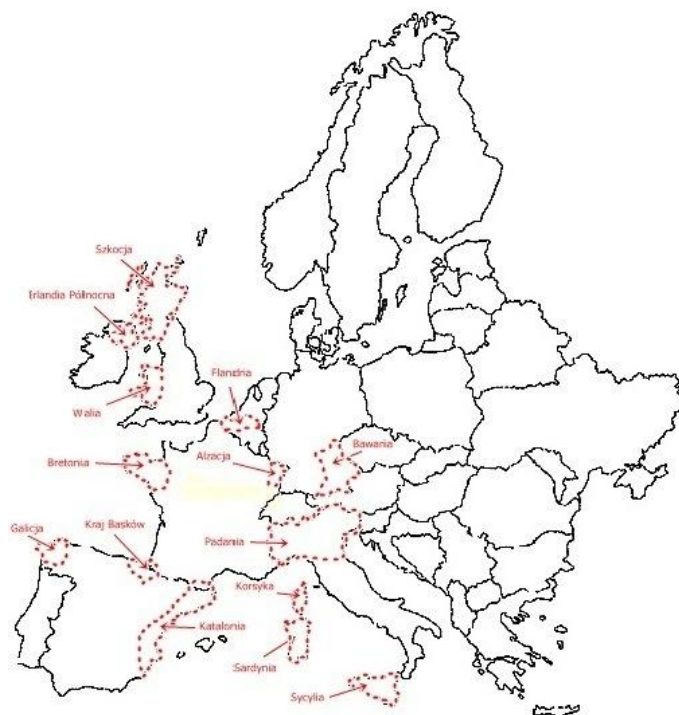 Szkocja
Irlandia Północna
Flandria
Walia
Bawaria
Alzacja
Bretonia
Galicja
Kraj Basków
Padania
Korsyka
Katalonia
Sardynia
Sycylia